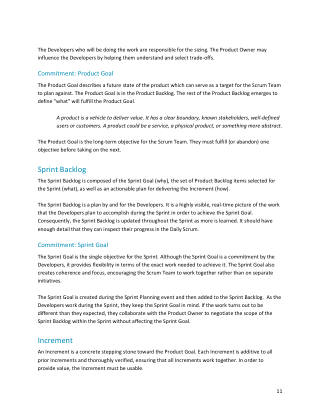 The Developers who will be doing the work are responsible for the sizing. The Product Owner may
influence the Developers by helping them understand and select trade-offs.
Commitment: Product Goal
The Product Goal describes a future state of the product which can serve as a target for the Scrum Team
to plan against. The Product Goal is in the Product Backlog. The rest of the Product Backlog emerges to
define "what" will fulfill the Product Goal.
A product is a vehicle to deliver value. It has a clear boundary, known stakeholders, well-defined
users or customers. A product could be a service, a physical product, or something more abstract.
The Product Goal is the long-term objective for the Scrum Team. They must fulfill (or abandon) one
objective before taking on the next.
Sprint Backlog
The Sprint Backlog is composed of the Sprint Goal (why), the set of Product Backlog items selected for
the Sprint (what), as well as an actionable plan for delivering the Increment (how).
The Sprint Backlog is a plan by and for the Developers. It is a highly visible, real-time picture of the work
that the Developers plan to accomplish during the Sprint in order to achieve the Sprint Goal.
Consequently, the Sprint Backlog is updated throughout the Sprint as more is learned. It should have
enough detail that they can inspect their progress in the Daily Scrum.
Commitment: Sprint Goal
The Sprint Goal is the single objective for the Sprint. Although the Sprint Goal is a commitment by the
Developers, it provides flexibility in terms of the exact work needed to achieve it. The Sprint Goal also
creates coherence and focus, encouraging the Scrum Team to work together rather than on separate
initiatives.
The Sprint Goal is created during the Sprint Planning event and then added to the Sprint Backlog. As the
Developers work during the Sprint, they keep the Sprint Goal in mind. If the work turns out to be
different than they expected, they collaborate with the Product Owner to negotiate the scope of the
Sprint Backlog within the Sprint without affecting the Sprint Goal.
Increment
An Increment is a concrete stepping stone toward the Product Goal. Each Increment is additive to all
prior Increments and thoroughly verified, ensuring that all Increments work together. In order to
provide value, the Increment must be usable.
11